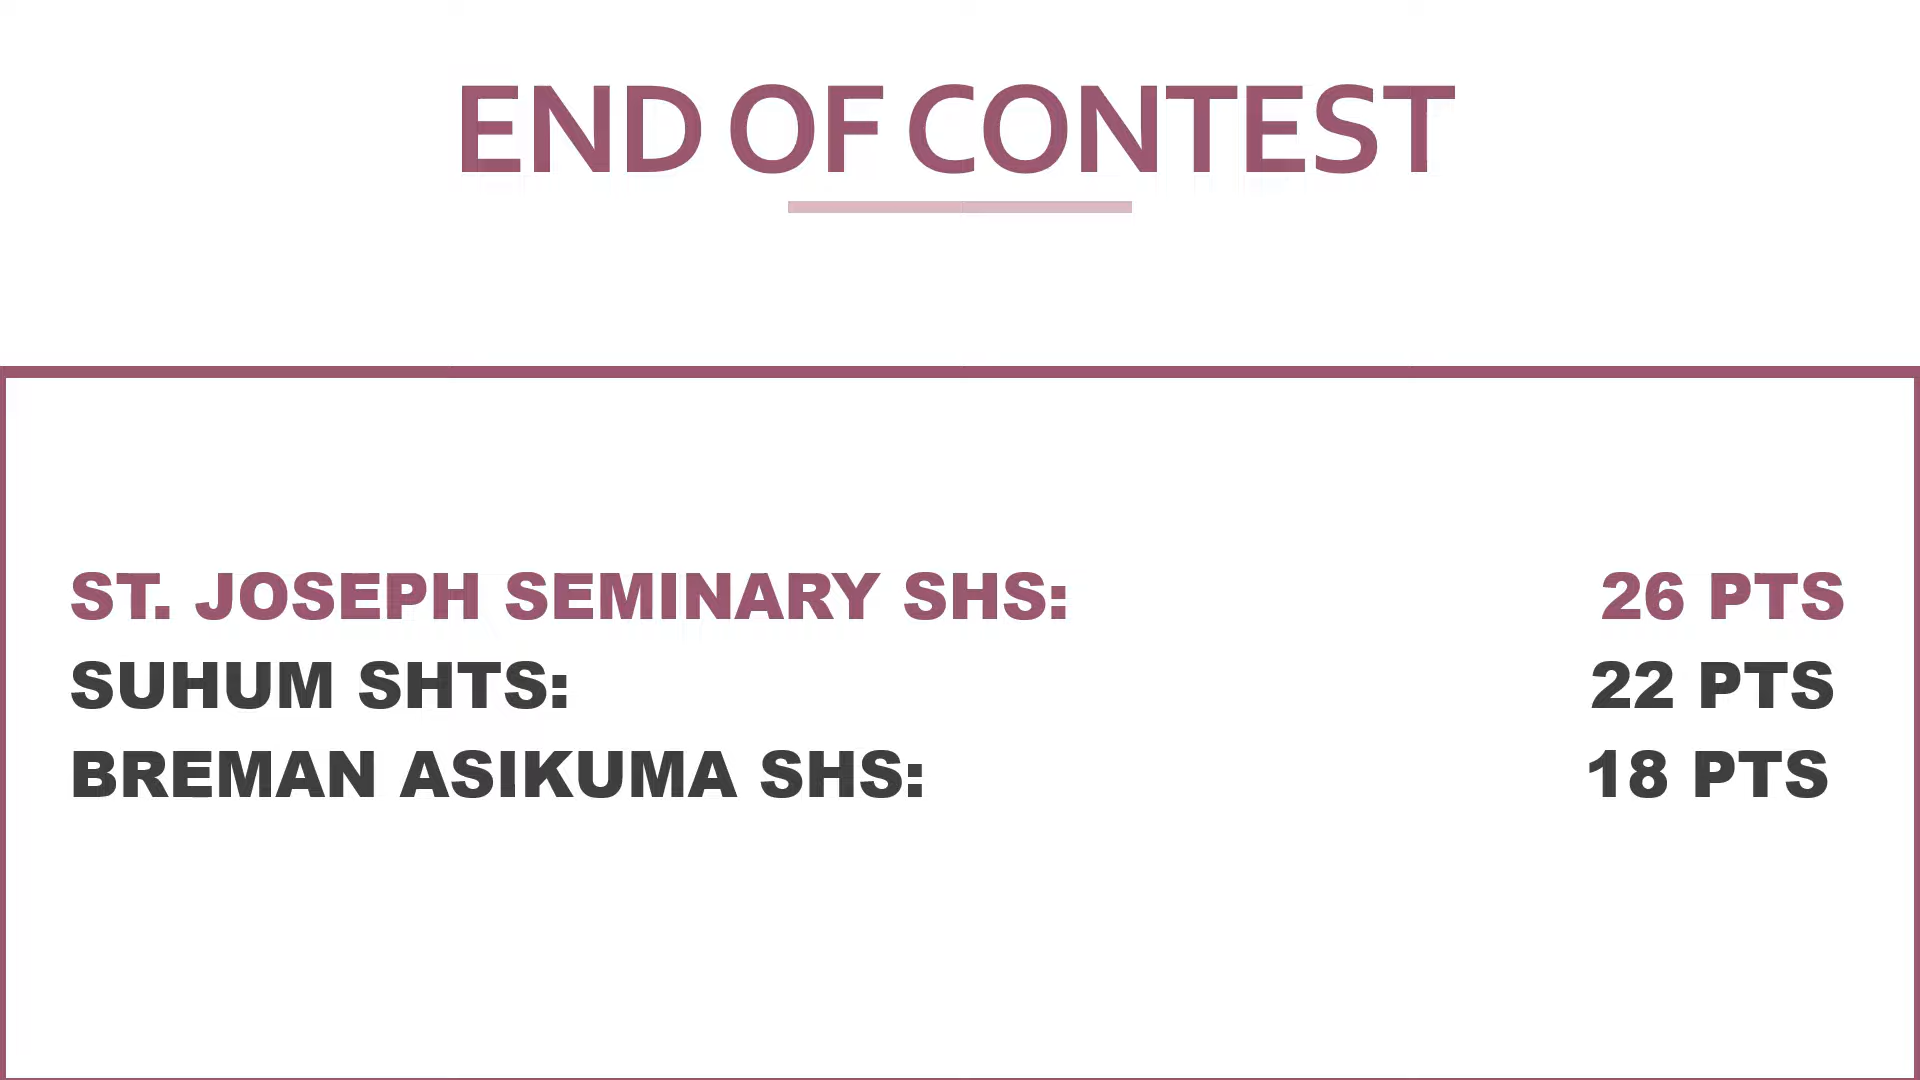 END OF CONTEST
ST. JOSEPH SEMINARY SHS: 26 PTS
SUHUM SHTS: 22 PTS
BREMAN ASIKUMA SHS: 18 PTS